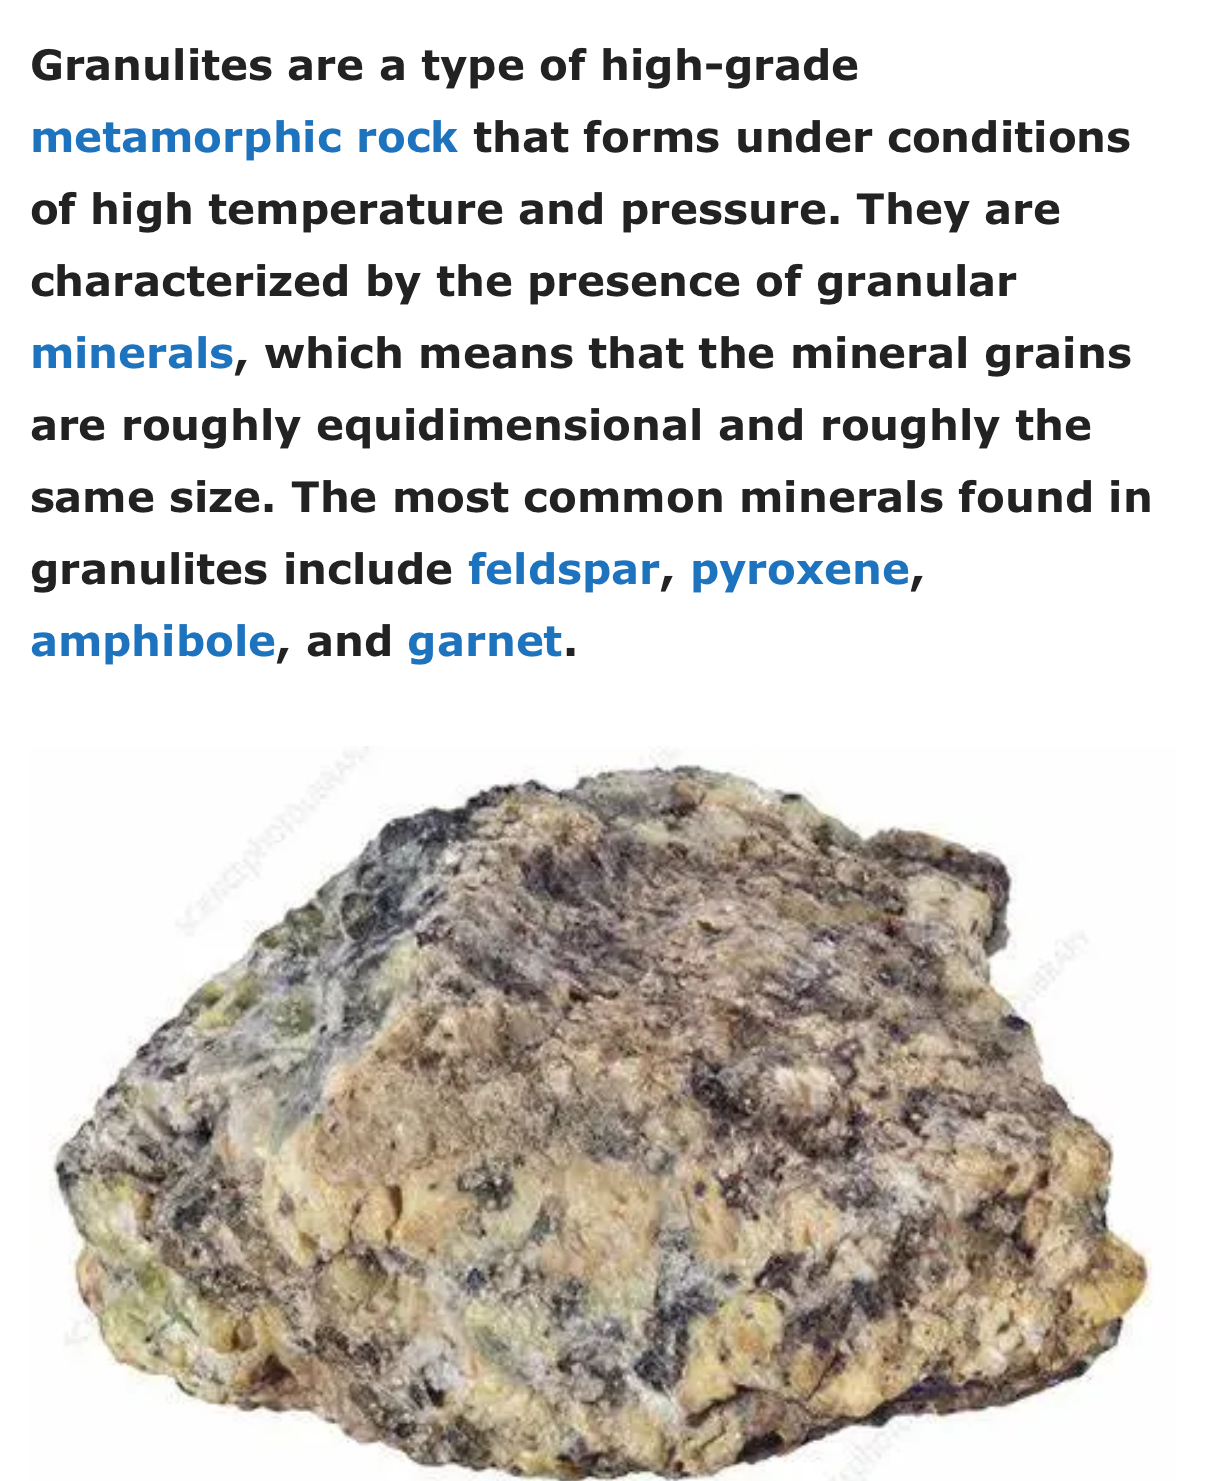 Granulites are a type of high-grade
metamorphic rock that forms under conditions
of high temperature and pressure. They are
characterized by the presence of granular
minerals, which means that the mineral grains
are roughly equidimensional and roughly the
same size. The most common minerals found in
granulites include feldspar, pyroxene,
amphibole, and garnet.
SCIENCEPHOTOLIBRARY